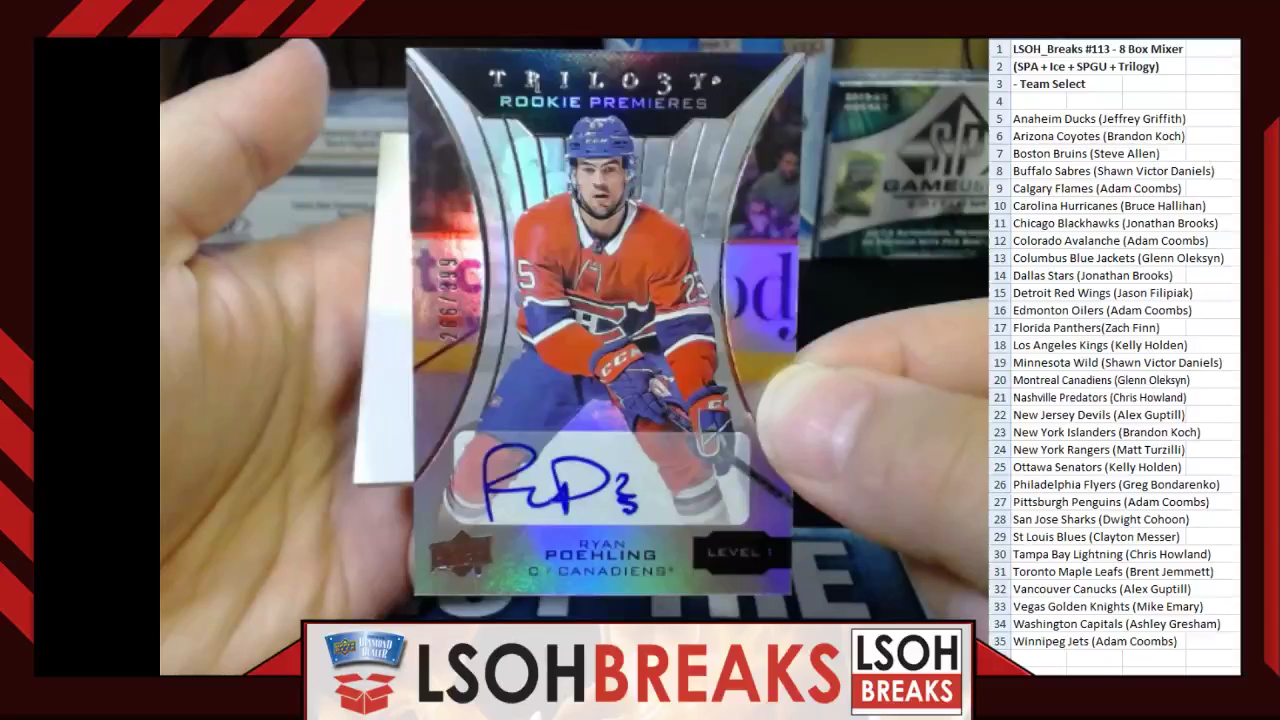 TRILOGY
ROOKIE PREMIERES
266/999
25
25
CCM
RYAN
POEHLING
C / CANADIENS
LEVEL 1
GAME USED
LSOHBREAKS
LSOH
BREAKS
1 LSOH_Breaks #113 - 8 Box Mixer
2 (SPA + Ice + SPGU + Trilogy)
3 - Team Select
4
5 Anaheim Ducks (Jeffrey Griffith)
6 Arizona Coyotes (Brandon Koch)
7 Boston Bruins (Steve Allen)
8 Buffalo Sabres (Shawn Victor Daniels)
9 Calgary Flames (Adam Coombs)
10 Carolina Hurricanes (Bruce Hallihan)
11 Chicago Blackhawks (Jonathan Brooks)
12 Colorado Avalanche (Adam Coombs)
13 Columbus Blue Jackets (Glenn Oleksyn)
14 Dallas Stars (Jonathan Brooks)
15 Detroit Red Wings (Jason Filipiak)
16 Edmonton Oilers (Adam Coombs)
17 Florida Panthers(Zach Finn)
18 Los Angeles Kings (Kelly Holden)
19 Minnesota Wild (Shawn Victor Daniels)
20 Montreal Canadiens (Glenn Oleksyn)
21 Nashville Predators (Chris Howland)
22 New Jersey Devils (Alex Guptill)
23 New York Islanders (Brandon Koch)
24 New York Rangers (Matt Turzilli)
25 Ottawa Senators (Kelly Holden)
26 Philadelphia Flyers (Greg Bondarenko)
27 Pittsburgh Penguins (Adam Coombs)
28 San Jose Sharks (Dwight Cohoon)
29 St Louis Blues (Clayton Messer)
30 Tampa Bay Lightning (Chris Howland)
31 Toronto Maple Leafs (Brent Jemmett)
32 Vancouver Canucks (Alex Guptill)
33 Vegas Golden Knights (Mike Emary)
34 Washington Capitals (Ashley Gresham)
35 Winnipeg Jets (Adam Coombs)